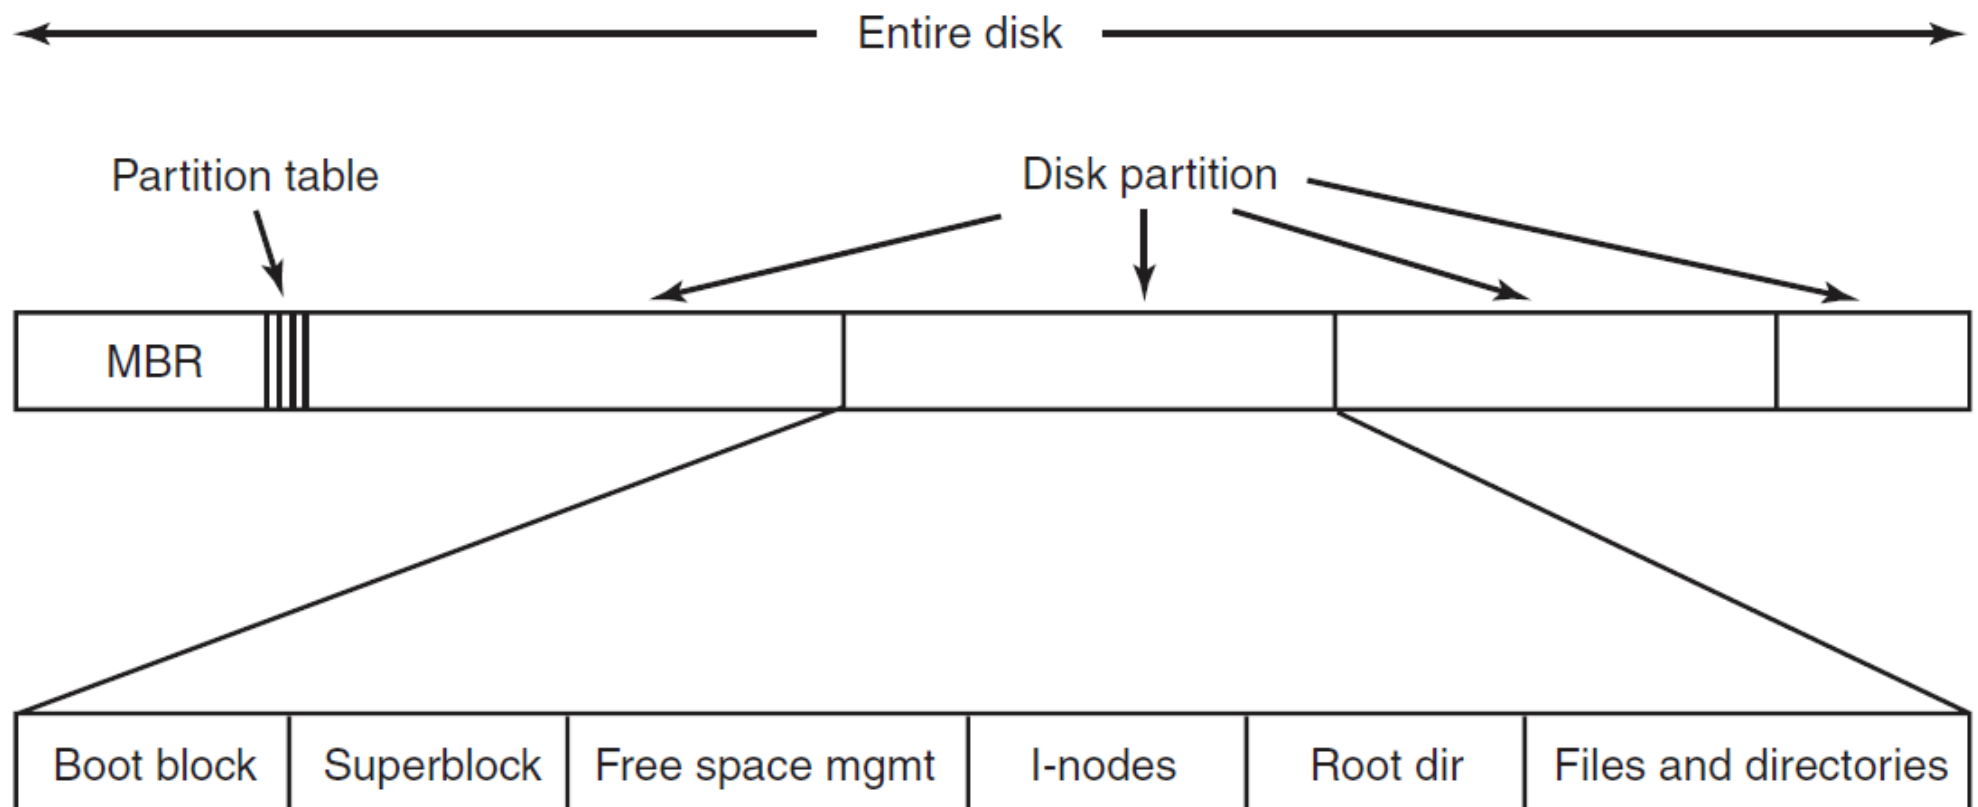 Entire disk
Partition table
Disk partition
MBR
Boot block
Superblock
Free space mgmt
I-nodes
Root dir
Files and directories